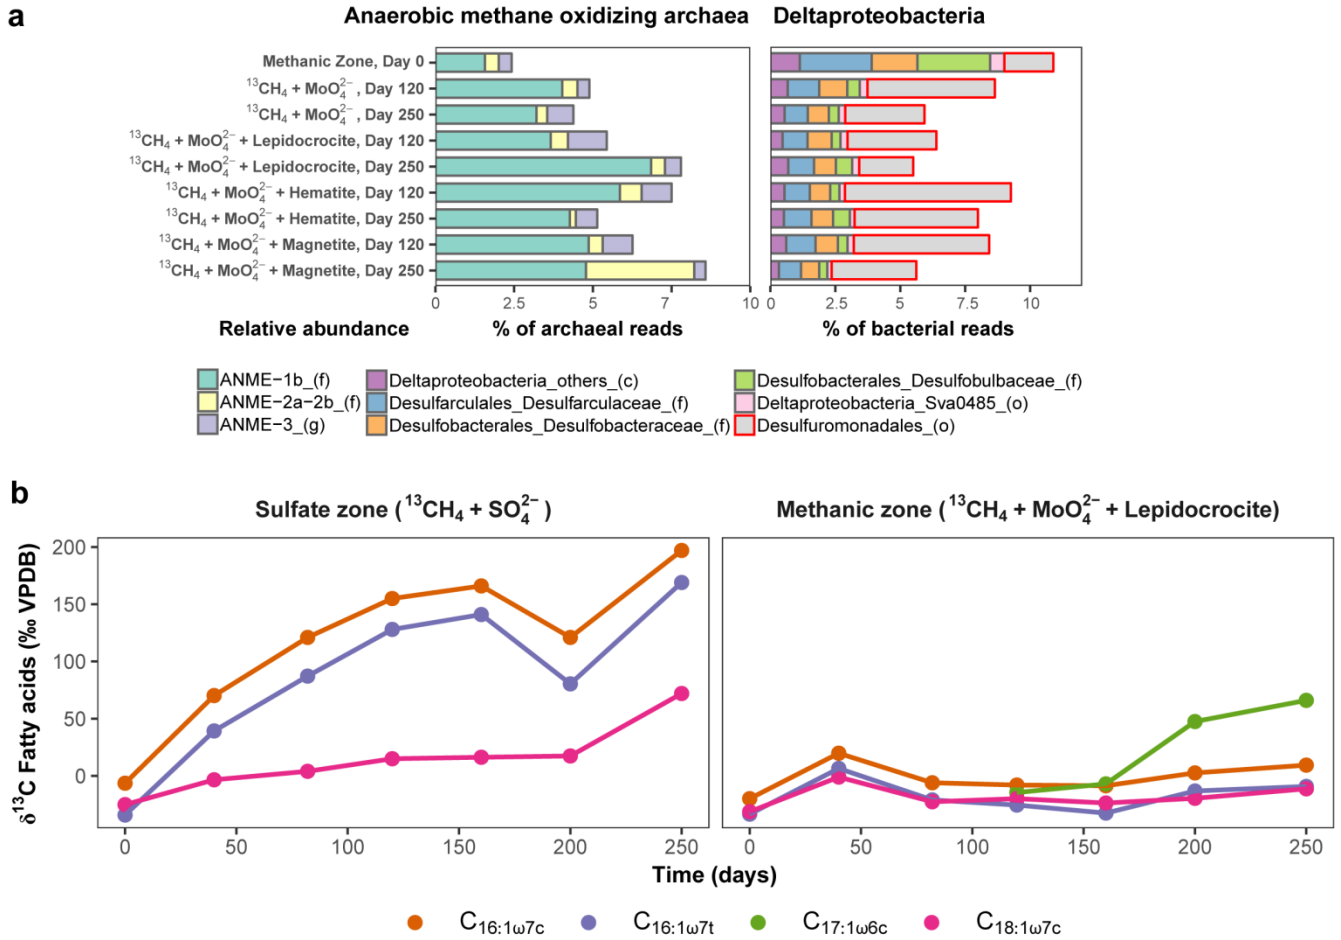 a
Anaerobic methane oxidizing archaea
Deltaproteobacteria
Methanic Zone, Day 0
¹³CH₄ + MoO₄²⁻ , Day 120
¹³CH₄ + MoO₄²⁻ , Day 250
¹³CH₄ + MoO₄²⁻ + Lepidocrocite, Day 120
¹³CH₄ + MoO₄²⁻ + Lepidocrocite, Day 250
¹³CH₄ + MoO₄²⁻ + Hematite, Day 120
¹³CH₄ + MoO₄²⁻ + Hematite, Day 250
¹³CH₄ + MoO₄²⁻ + Magnetite, Day 120
¹³CH₄ + MoO₄²⁻ + Magnetite, Day 250
0 2.5 5 7.5 10
0 2.5 5 7.5 10
Relative abundance
% of archaeal reads
% of bacterial reads
ANME−1b_(f)
ANME−2a−2b_(f)
ANME−3_(g)
Deltaproteobacteria_others_(c)
Desulfarculales_Desulfarculaceae_(f)
Desulfobacterales_Desulfobacteraceae_(f)
Desulfobacterales_Desulfobulbaceae_(f)
Deltaproteobacteria_Sva0485_(o)
Desulfuromonadales_(o)
b
Sulfate zone ( ¹³CH₄ + SO₄²⁻ )
Methanic zone ( ¹³CH₄ + MoO₄²⁻ + Lepidocrocite)
δ¹³C Fatty acids (‰ VPDB)
200
150
100
50
0
0 50 100 150 200 250
0 50 100 150 200 250
Time (days)
C₁₆:₁ω₇c C₁₆:₁ω₇t C₁₇:₁ω₆c C₁₈:₁ω₇c